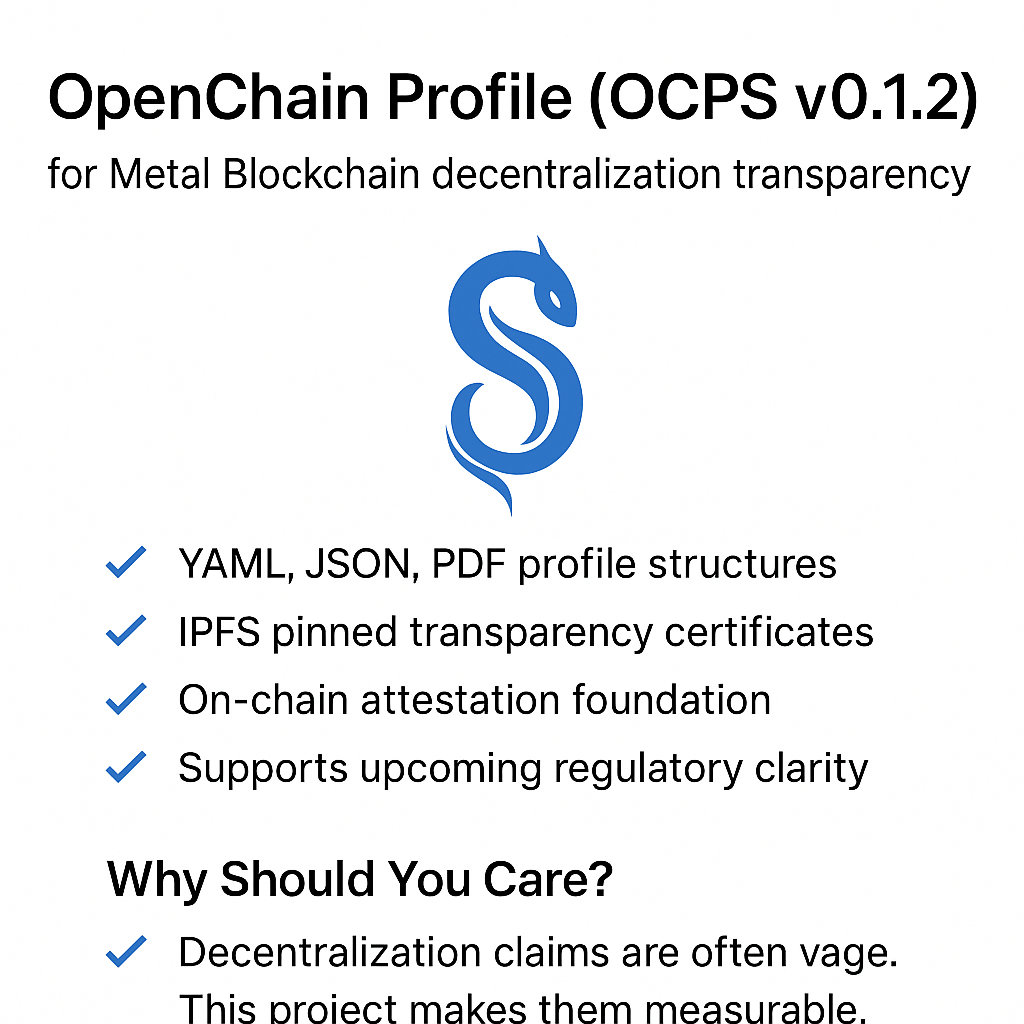 OpenChain Profile (OCPS v0.1.2)
for Metal Blockchain decentralization transparency
YAML, JSON, PDF profile structures
IPFS pinned transparency certificates
On-chain attestation foundation
Supports upcoming regulatory clarity
Why Should You Care?
Decentralization claims are often vage.
This project makes them measurable.